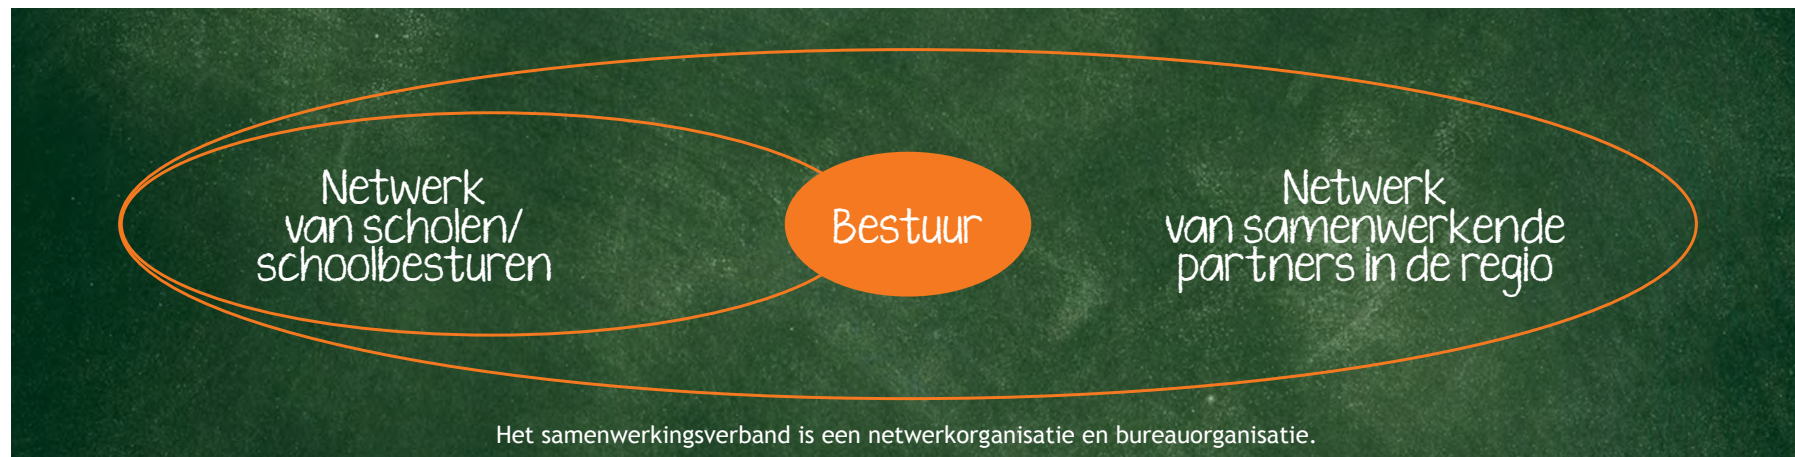 Netwerk
van scholen/
schoolbesturen
Bestuur
Netwerk
van samenwerkende
partners in de regio
Het samenwerkingsverband is een netwerkorganisatie en bureauorganisatie.